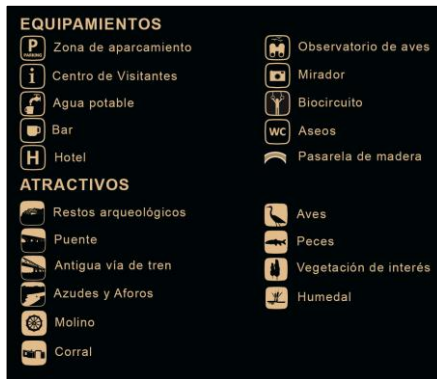 EQUIPAMIENTOS
P
PARKING
Zona de aparcamiento
i
Centro de Visitantes
Agua potable
Bar
H
Hotel
Observatorio de aves
Mirador
Biocircuito
WC
Aseos
Pasarela de madera
ATRACTIVOS
Restos arqueológicos
Puente
Antigua vía de tren
Azudes y Aforos
Molino
Corral
Aves
Peces
Vegetación de interés
Humedal